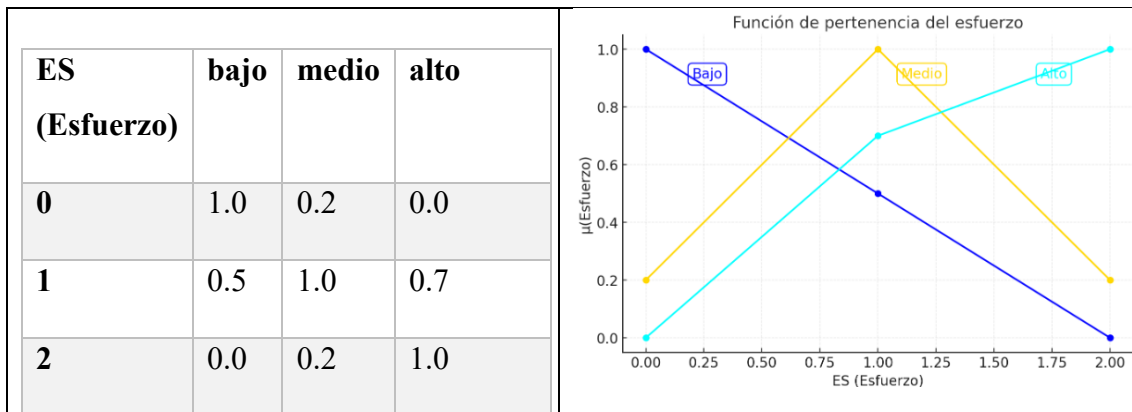 ES
(Esfuerzo)
bajo
medio
alto
0
1.0
0.2
0.0
1
0.5
1.0
0.7
2
0.0
0.2
1.0
Función de pertenencia del esfuerzo
1.0
0.8
0.6
0.4
0.2
0.0
μ(Esfuerzo)
Bajo
Medio
Alto
0.00
0.25
0.50
0.75
1.00
1.25
1.50
1.75
2.00
ES (Esfuerzo)